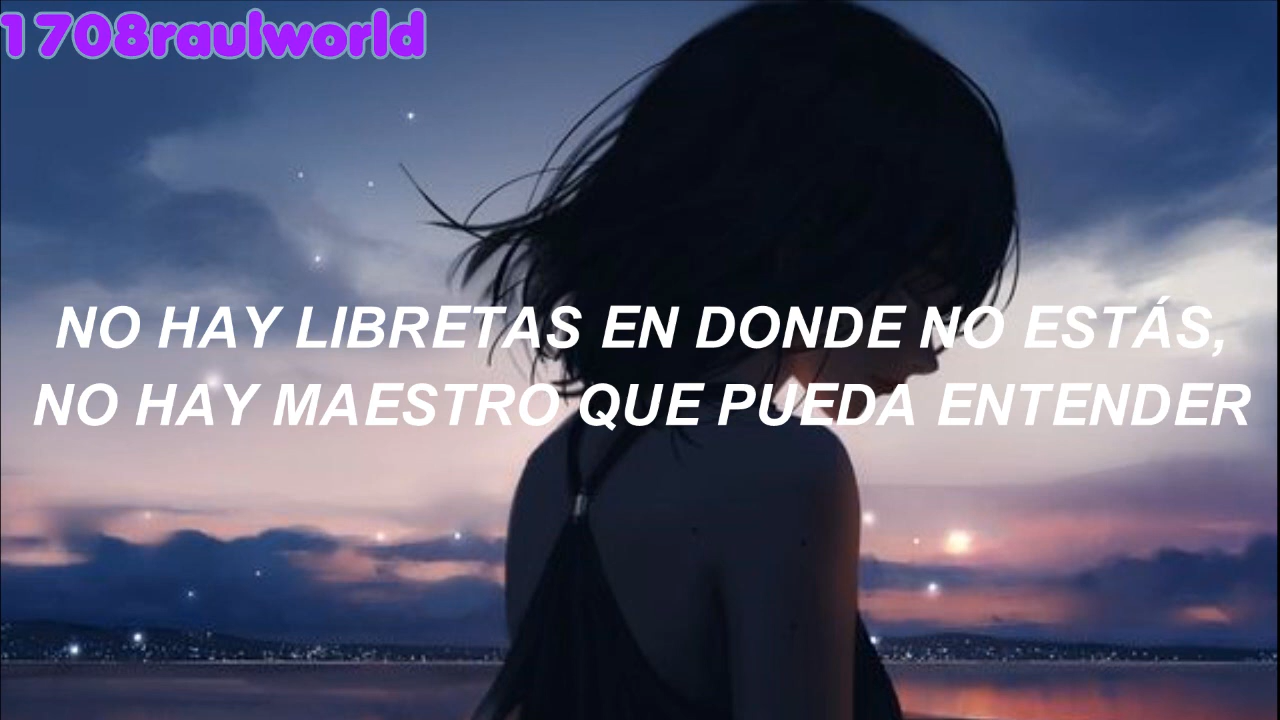 1708raulworld
NO HAY LIBRETAS EN DONDE NO ESTÁS,
NO HAY MAESTRO QUE PUEDA ENTENDER